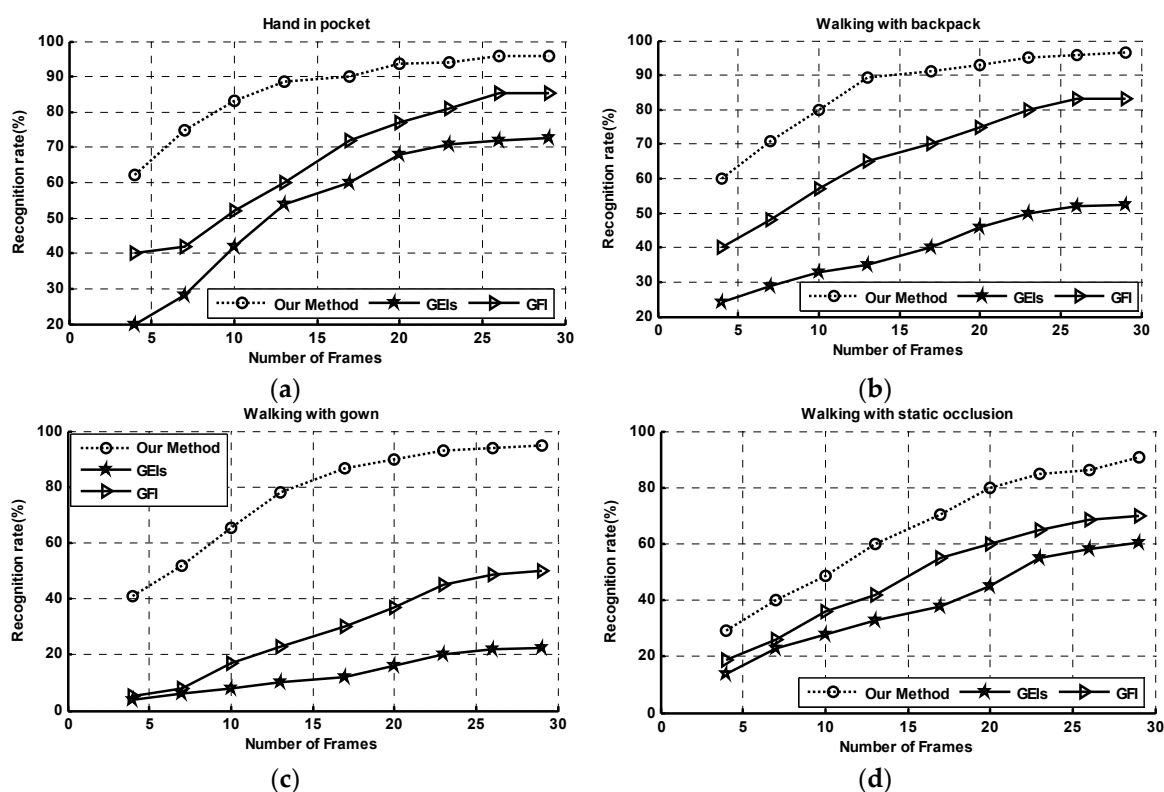 Hand in pocket
100
90
80
70
60
50
40
30
20
0 5 10 15 20 25 30
Recognition rate(%)
Number of Frames
Our Method GEIs GFI
(a)
Walking with backpack
100
90
80
70
60
50
40
30
20
0 5 10 15 20 25 30
Recognition rate(%)
Number of Frames
Our Method GEIs GFI
(b)
Walking with gown
100
80
60
40
20
0
0 5 10 15 20 25 30
Recognition rate(%)
Number of Frames
Our Method
GEIs
GFI
(c)
Walking with static occlusion
100
80
60
40
20
0
0 5 10 15 20 25 30
Recognition rate(%)
Number of Frames
Our Method GEIs GFI
(d)